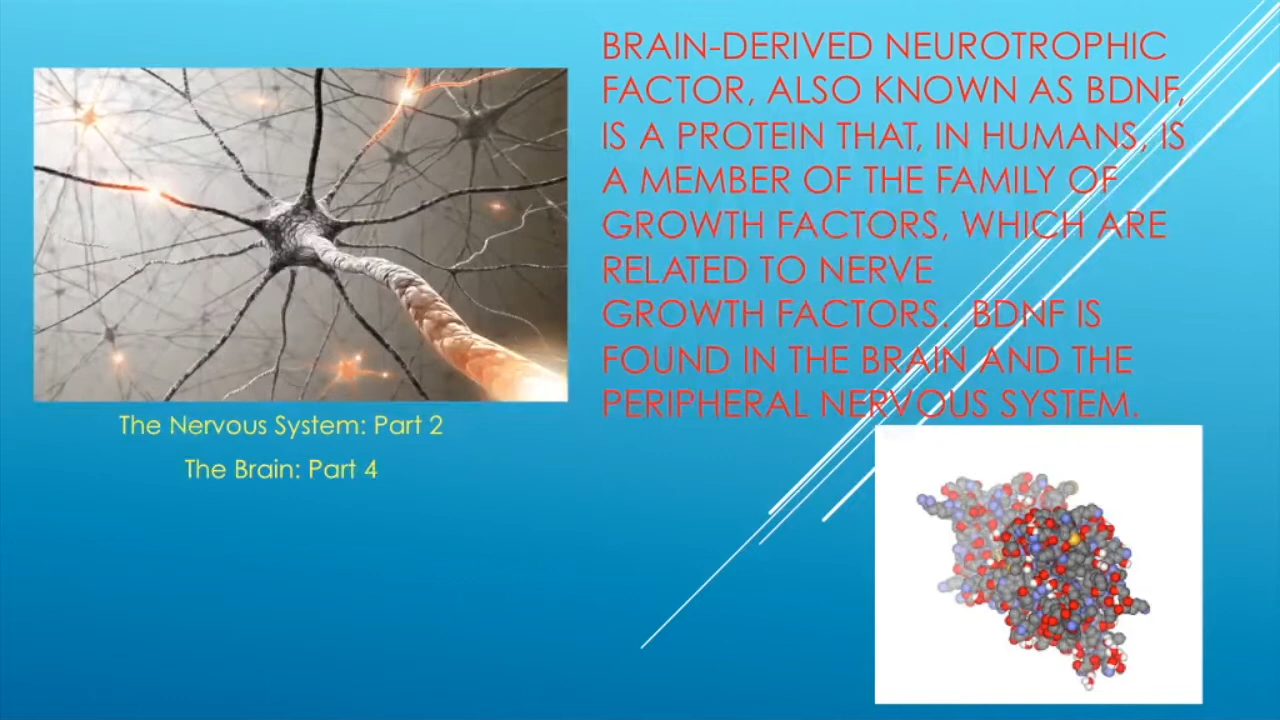 BRAIN-DERIVED NEUROTROPHIC
FACTOR, ALSO KNOWN AS BDNF,
IS A PROTEIN THAT, IN HUMANS, IS
A MEMBER OF THE FAMILY OF
GROWTH FACTORS, WHICH ARE
RELATED TO NERVE
GROWTH FACTORS. BDNF IS
FOUND IN THE BRAIN AND THE
PERIPHERAL NERVOUS SYSTEM.
The Nervous System: Part 2
The Brain: Part 4